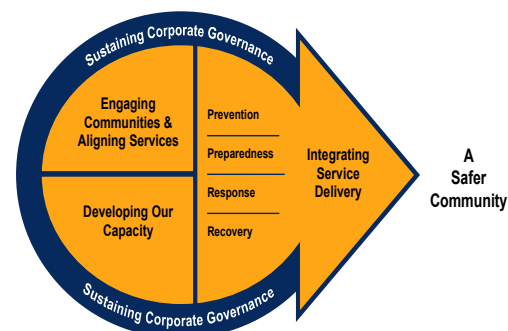 Sustaining Corporate Governance
Engaging
Communities &
Aligning Services
Developing Our
Capacity
Prevention
Preparedness
Response
Recovery
Integrating
Service
Delivery
A
Safer
Community
Sustaining Corporate Governance